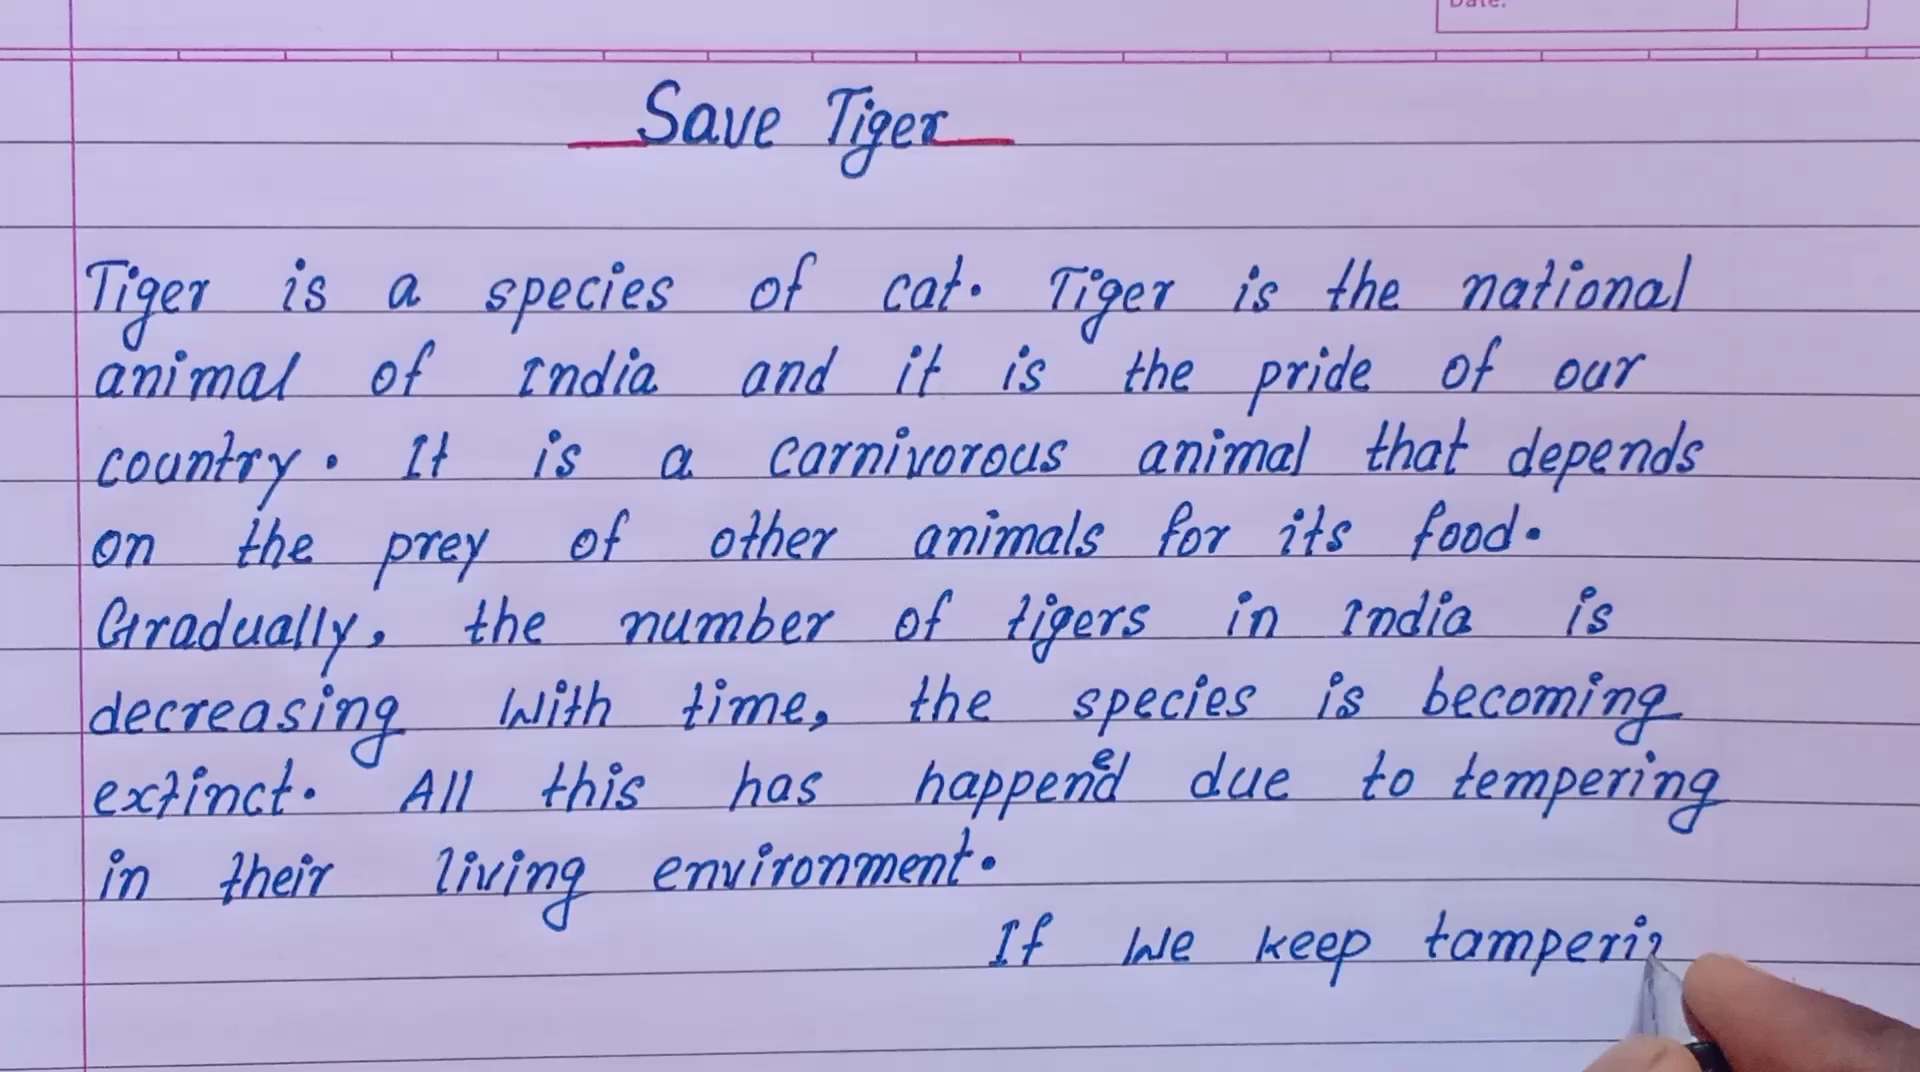 Date:
Save Tiger
Tiger is a species of cat. Tiger is the national
animal of India and it is the pride of our
country. It is a carnivorous animal that depends
on the prey of other animals for its food.
Gradually, the number of tigers in India is
decreasing with time, the species is becoming
extinct. All this has happened due to tempering
in their living environment.
If we keep tamperi